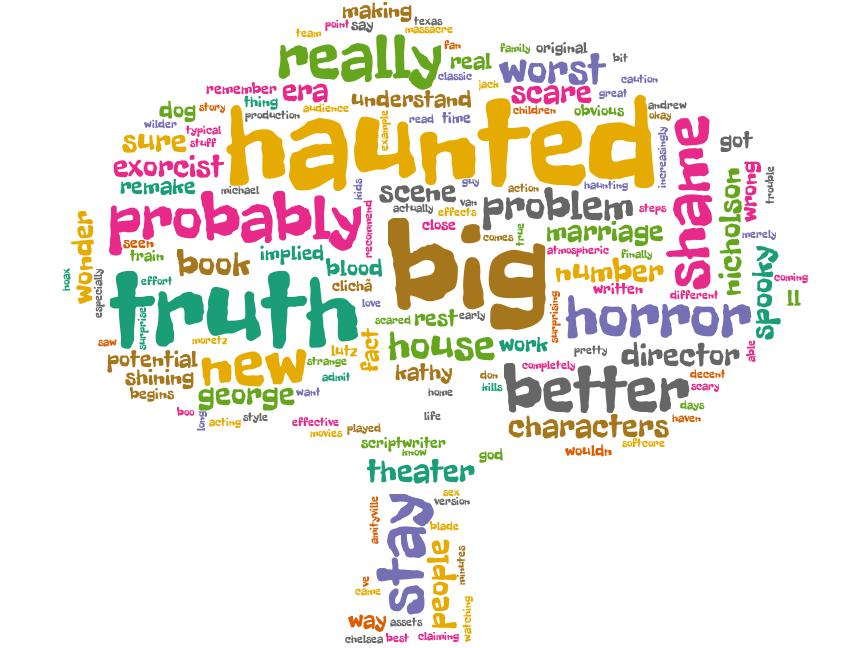 making
point say texas
team massacre
really fan family original
real worst bit
classic caution
remember era jack scare great
thing understand
dog story audience children obvious andrew
production okay
wilder read time
typical example
sure stuff haunted increasingly shame got
exorcist
remake michael kids scene guy action haunting
actually van problem steps nicholson wrong trouble
probably recommend effects
close marriage merely
seen comes true
wonder train implied big atmospheric finally spooky
book blood number coming
hoax especially effort clichã written different ll
truth surprise love surprising horror
scared rest early
saw moretz house work pretty director able
potential new strange lutz fact
shining admit kathy don completely decent
begins george want home kills better scary
days
boo long style life haven
acting effective characters
movies played softcore
scriptwriter wouldn
know god
theater
sex
version
amityville stay blade
people minutes
ve
came watching
way assets
chelsea best claiming